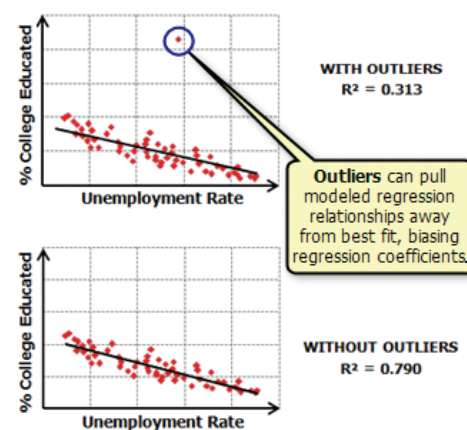 % College Educated
WITH OUTLIERS
R² = 0.313
Unemployment Rate
Outliers can pull
modeled regression
relationships away
from best fit, biasing
regression coefficients.
% College Educated
WITHOUT OUTLIERS
R² = 0.790
Unemployment Rate